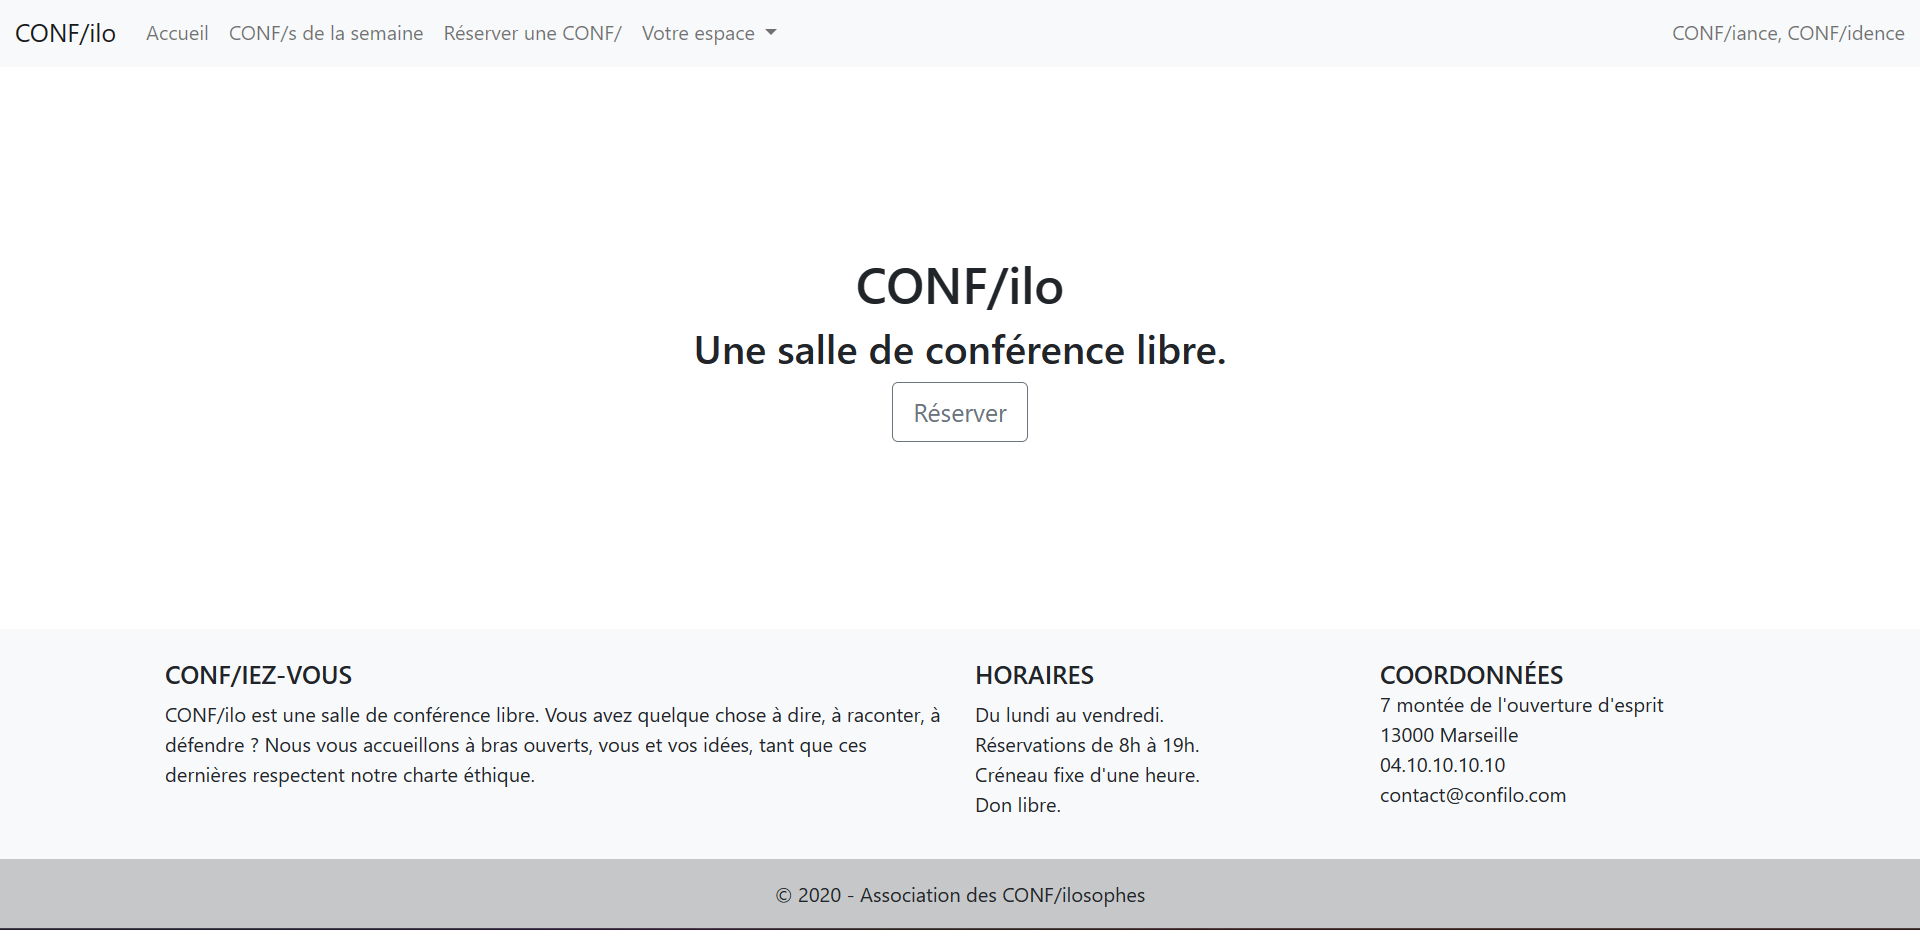 CONF/ilo
Accueil
CONF/s de la semaine
Réserver une CONF/
Votre espace
CONF/iance, CONF/idence
CONF/ilo
Une salle de conférence libre.
Réserver
CONF/IEZ-VOUS
CONF/ilo est une salle de conférence libre. Vous avez quelque chose à dire, à raconter, à
défendre ? Nous vous accueillons à bras ouverts, vous et vos idées, tant que ces
dernières respectent notre charte éthique.
HORAIRES
Du lundi au vendredi.
Réservations de 8h à 19h.
Créneau fixe d'une heure.
Don libre.
COORDONNÉES
7 montée de l'ouverture d'esprit
13000 Marseille
04.10.10.10.10
contact@confilo.com
© 2020 - Association des CONF/ilosophes